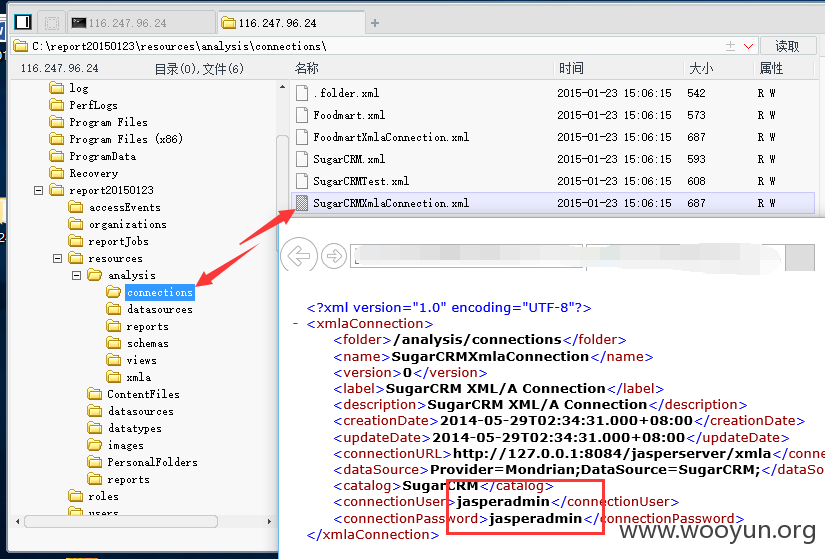 116.247.96.24
116.247.96.24
C:\report20150123\resources\analysis\connections\
读取
116.247.96.24 目录(0),文件(6)
名称 时间 大小 属性
log
PerfLogs
Program Files
Program Files (x86)
ProgramData
Recovery
report20150123
accessEvents
organizations
reportJobs
resources
analysis
connections
datasources
reports
schemas
views
xmla
ContentFiles
datasources
datatypes
images
PersonalFolders
reports
roles
users
.folder.xml 2015-01-23 15:06:15 542 R W
Foodmart.xml 2015-01-23 15:06:15 573 R W
FoodmartXmlaConnection.xml 2015-01-23 15:06:15 687 R W
SugarCRM.xml 2015-01-23 15:06:15 593 R W
SugarCRMTest.xml 2015-01-23 15:06:15 608 R W
SugarCRMXmlaConnection.xml 2015-01-23 15:06:15 687 R W
<?xml version="1.0" encoding="UTF-8"?>
- <xmlaConnection>
<folder>/analysis/connections</folder>
<name>SugarCRMXmlaConnection</name>
<version>0</version>
<label>SugarCRM XML/A Connection</label>
<description>SugarCRM XML/A Connection</description>
<creationDate>2014-05-29T02:34:31.000+08:00</creationDate>
<updateDate>2014-05-29T02:34:31.000+08:00</updateDate>
<connectionURL>http://127.0.0.1:8084/jasperserver/xmla</conne
<dataSource>Provider=Mondrian;DataSource=SugarCRM;</dataSo
<catalog>SugarCRM</catalog>
<connectionUser>jasperadmin</connectionUser>
<connectionPassword>jasperadmin</connectionPassword>
</xmlaConnection>
www.wooyun.org